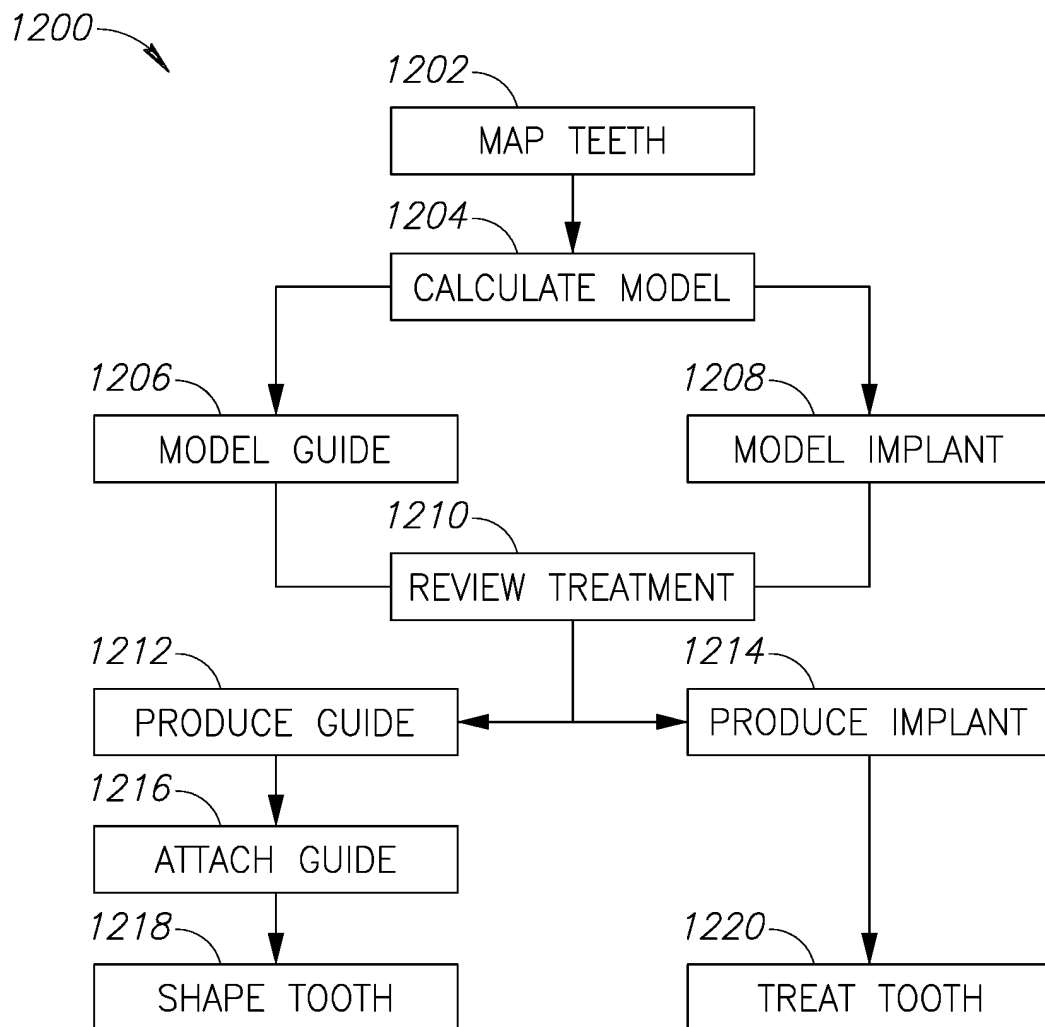 1200
1202
MAP TEETH
1204
CALCULATE MODEL
1206
MODEL GUIDE
1208
MODEL IMPLANT
1210
REVIEW TREATMENT
1212
PRODUCE GUIDE
1214
PRODUCE IMPLANT
1216
ATTACH GUIDE
1218
SHAPE TOOTH
1220
TREAT TOOTH